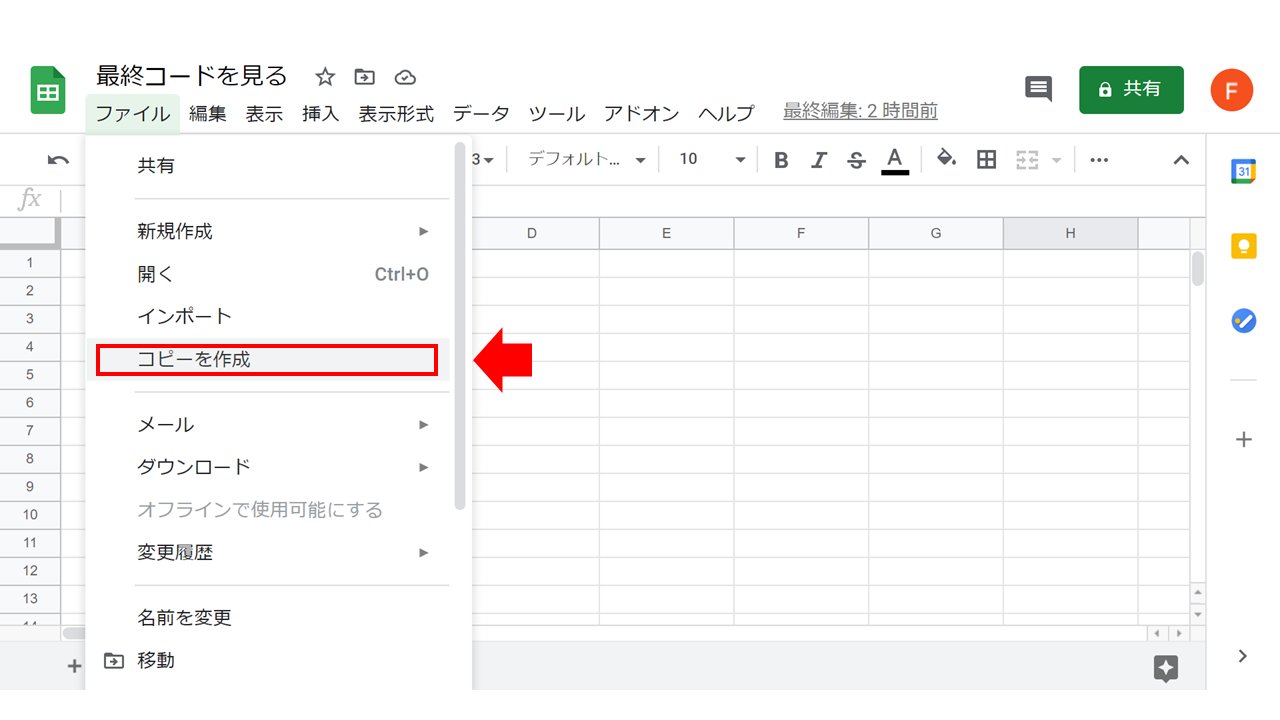 最終コードを見る
ファイル 編集 表示 挿入 表示形式 データ ツール アドオン ヘルプ 最終編集: 2 時間前
共有
F
3 デフォルト... 10 B I S A
fx
31
D E F G H
1
2
3
4
5
6
7
8
9
10
11
12
13
14
共有
新規作成
開く Ctrl+O
インポート
コピーを作成
メール
ダウンロード
オフラインで使用可能にする
変更履歴
名前を変更
移動